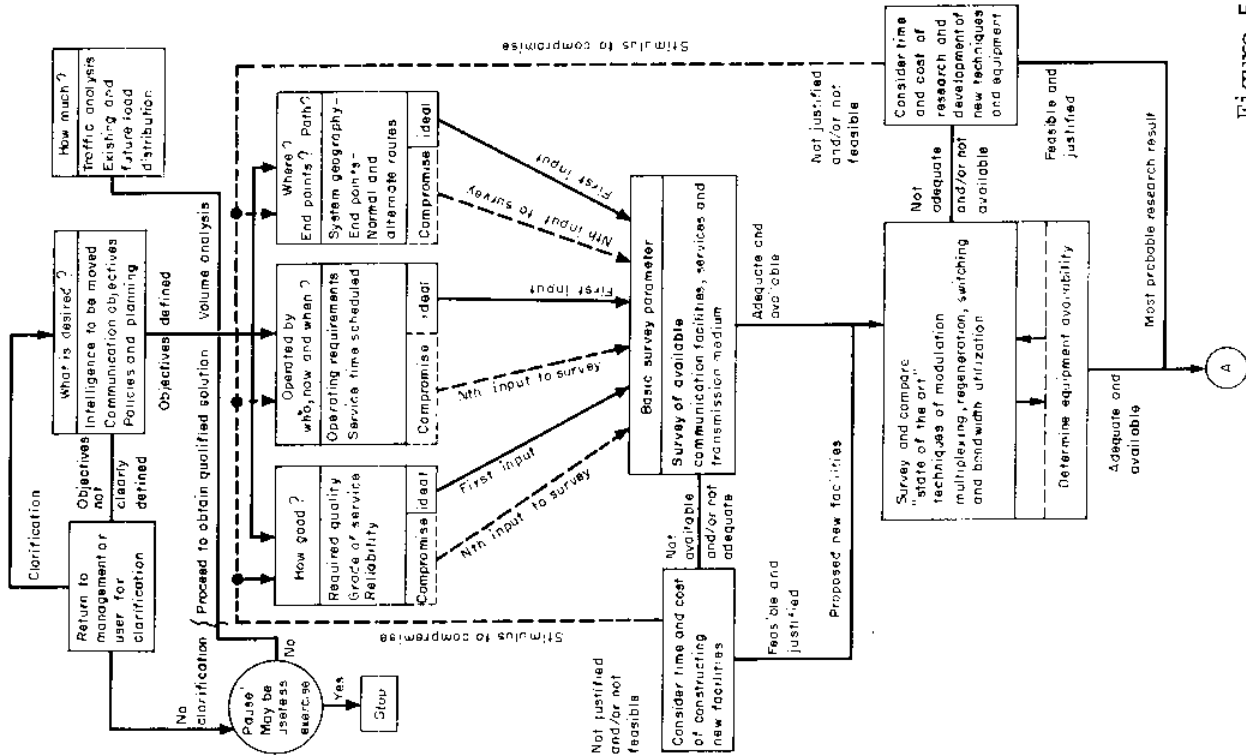 How much?
Traffic analysis
Existing and
future load
distribution
Volume analysis
What is desired?
Intelligence to be moved
Communication objectives
Policies and planning
Objectives defined
Objectives
not
clearly
defined
Clarification
Return to
management or
user for
clarification
No
clarification
Proceed to obtain qualified solution
Pause!
May be
useless
exercise
No
Yes
Stop
Where?
End points? Path?
System geography-
End points-
Normal and
alternate routes
Compromise
ideal
Operated by
who, how and when?
Operating requirements
Service time scheduled
Compromise
ideal
How good?
Required quality
Grade of service
Reliability
Compromise
ideal
First input
Nth input to survey
First input
Nth input to survey
First input
Nth input to survey
Stimulus to compromise
Stimulus to compromise
Basic survey parameter
Survey of available
communication facilities, services and
transmission medium
Not
available
and/or not
adequate
Adequate and
available
Not justified
and/or not
feasible
Consider time and cost
of constructing
new facilities
Feasible and
justified
Proposed new facilities
Not justified
and/or not
feasible
Consider time
and cost of
research and
development of
new techniques
and equipment
Not
adequate
and/or not
available
Feasible and
justified
Survey and compare
"state of the art"
techniques of modulation
multiplexing, regeneration, switching
and bandwidth utilization
Determine equipment availability
Adequate and
available
Most probable research result
A